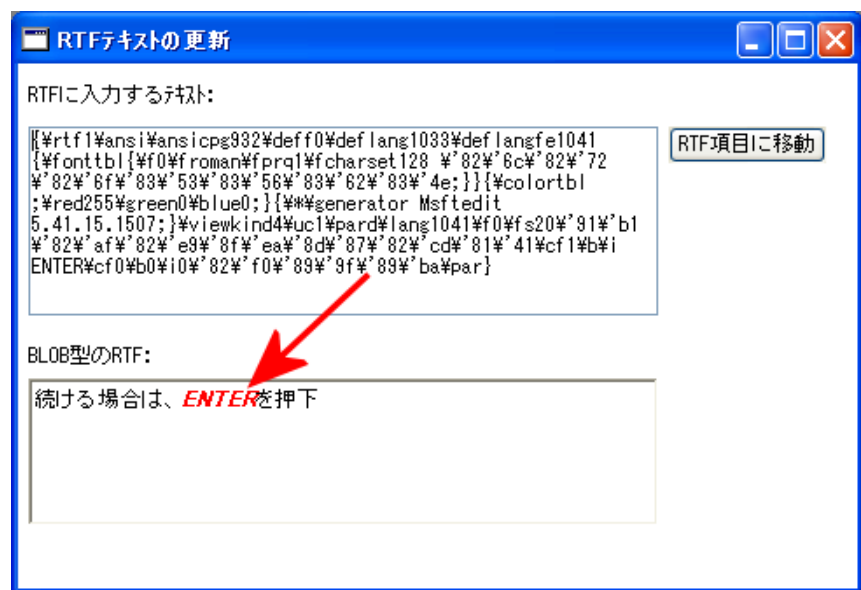 RTFテキストの更新
RTFに入力するテキスト:
{¥rtf1¥ansi¥ansicpg932¥deff0¥deflang1033¥deflangfe1041
{¥fonttbl{¥f0¥froman¥fprq1¥fcharset128 ¥'82¥'6c¥'82¥'72
¥'82¥'6f¥'83¥'53¥'83¥'56¥'83¥'62¥'83¥'4e;}}{¥colortbl
;¥red255¥green0¥blue0;}{¥*¥generator Msftedit
5.41.15.1507;}¥viewkind4¥uc1¥pard¥lang1041¥f0¥fs20¥'91¥'b1
¥'82¥'af¥'82¥'e9¥'8f¥'ea¥'8d¥'87¥'82¥'cd¥'81¥'41¥cf1¥b¥i
ENTER¥cf0¥b0¥i0¥'82¥'f0¥'89¥'9f¥'89¥'ba¥par}
RTF項目に移動
BLOB型のRTF:
続ける場合は、ENTERを押下